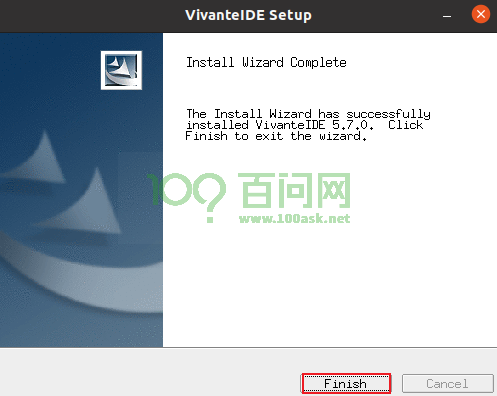 VivanteIDE Setup
Install Wizard Complete
The Install Wizard has successfully
installed VivanteIDE 5.7.0.  Click
Finish to exit the wizard.
100 百问网
www.100ask.net
Finish
Cancel